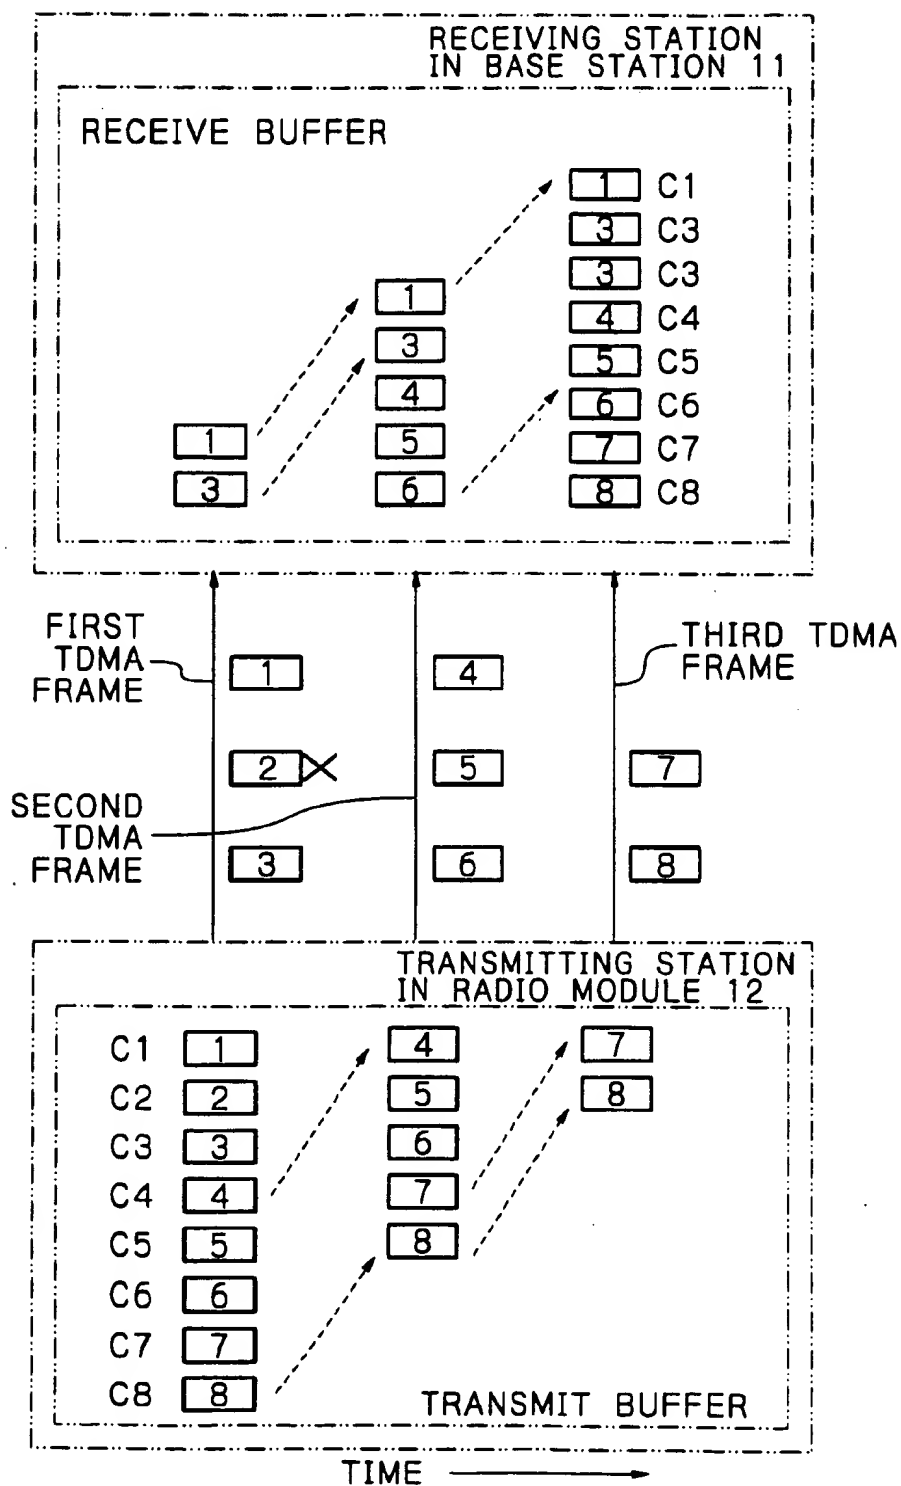 RECEIVING STATION
IN BASE STATION 11
RECEIVE BUFFER
1 C1
3 C3
3 C3
4 C4
5 C5
6 C6
7 C7
8 C8
1
3
4
5
6
1
3
FIRST
TDMA
FRAME
1
2
3
SECOND
TDMA
FRAME
4
5
6
THIRD TDMA
FRAME
7
8
TRANSMITTING STATION
IN RADIO MODULE 12
C1 1
C2 2
C3 3
C4 4
C5 5
C6 6
C7 7
C8 8
4
5
6
7
8
7
8
TRANSMIT BUFFER
TIME